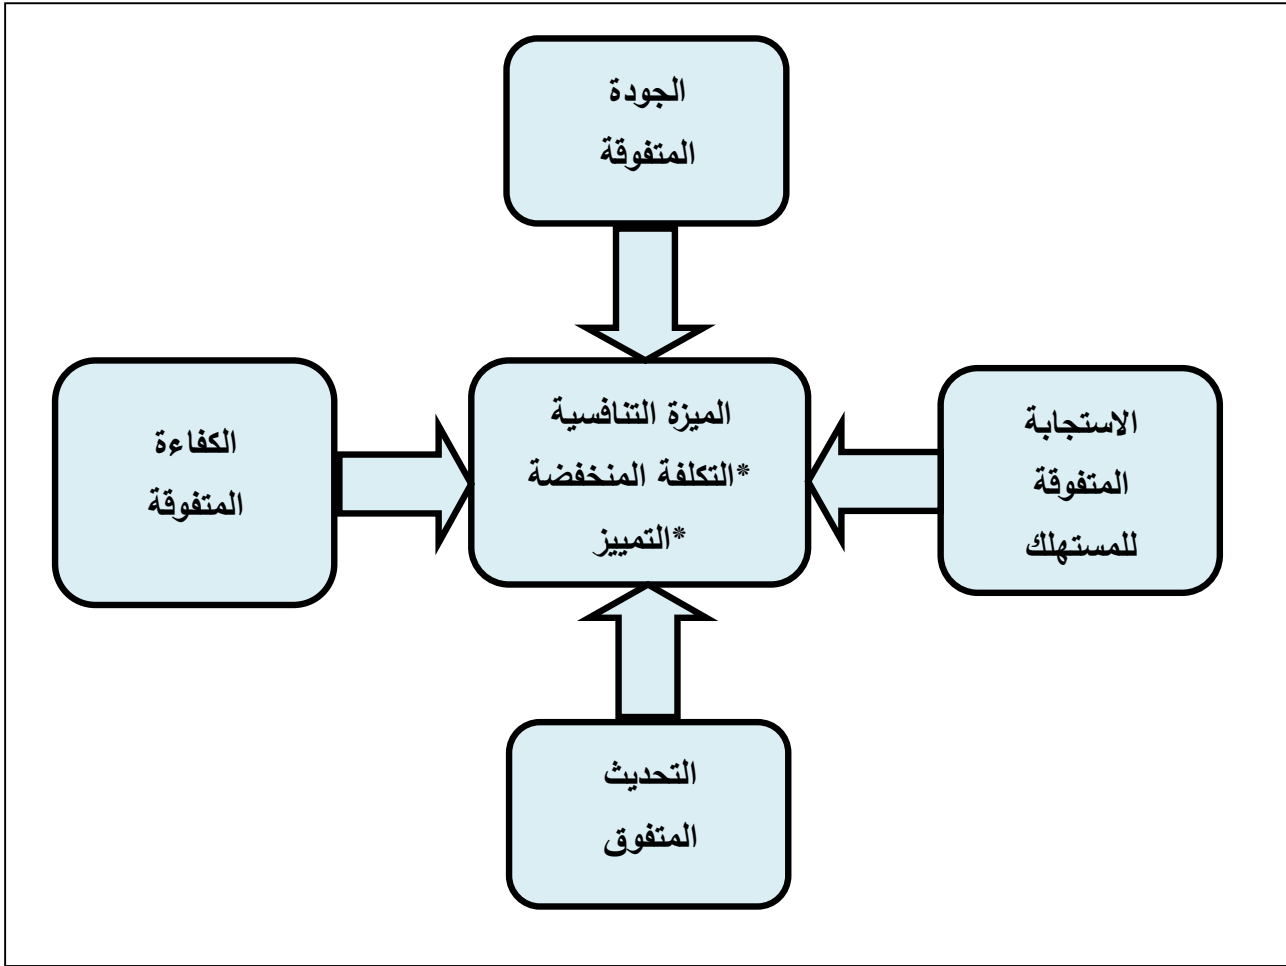 الجودة
المتفوقة
الاستجابة
المتفوقة
للمستهلك
الميزة التنافسية
*التكلفة المنخفضة
*التمييز
الكفاءة
المتفوقة
التحديث
المتفوق